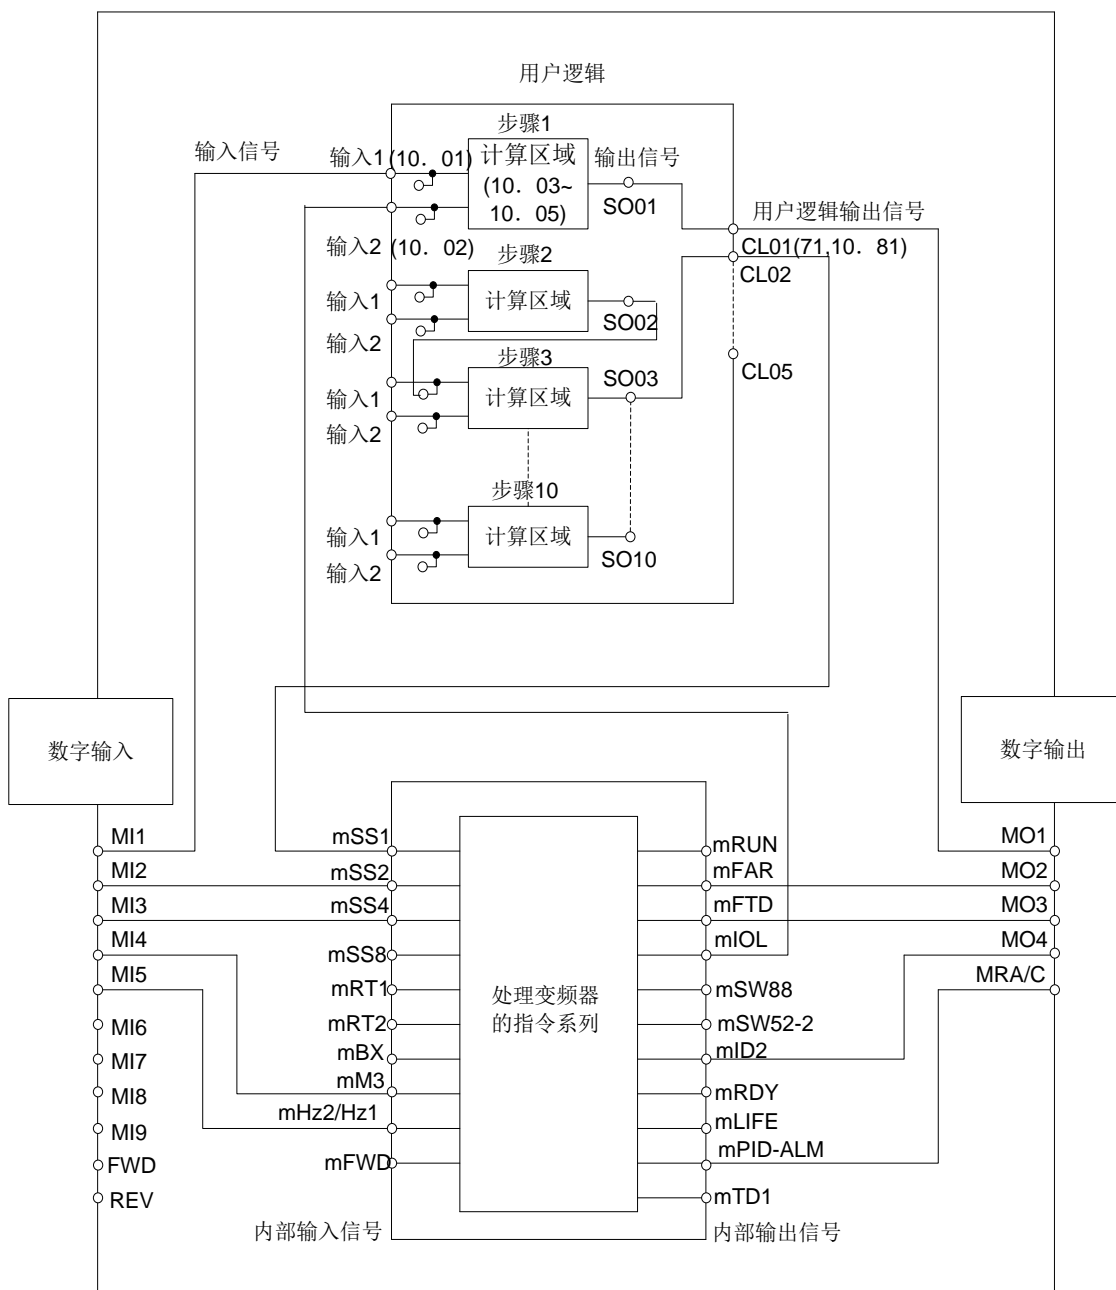 用户逻辑
步骤1
输入信号
输入1 (10．01)
计算区域
(10．03~
10．05)
输出信号
SO01
用户逻辑输出信号
输入2 (10．02)
CL01(71,10．81)
步骤2
CL02
输入1
计算区域
SO02
输入2
步骤3
SO03
CL05
输入1
计算区域
输入2
步骤10
输入1
计算区域
SO10
输入2
数字输入
数字输出
MI1
MI2
MI3
MI4
MI5
MI6
MI7
MI8
MI9
FWD
REV
mSS1
mSS2
mSS4
mSS8
mRT1
mRT2
mBX
mM3
mHz2/Hz1
mFWD
内部输入信号
处理变频器
的指令系列
mRUN
mFAR
mFTD
mIOL
mSW88
mSW52-2
mID2
mRDY
mLIFE
mPID-ALM
mTD1
内部输出信号
MO1
MO2
MO3
MO4
MRA/C